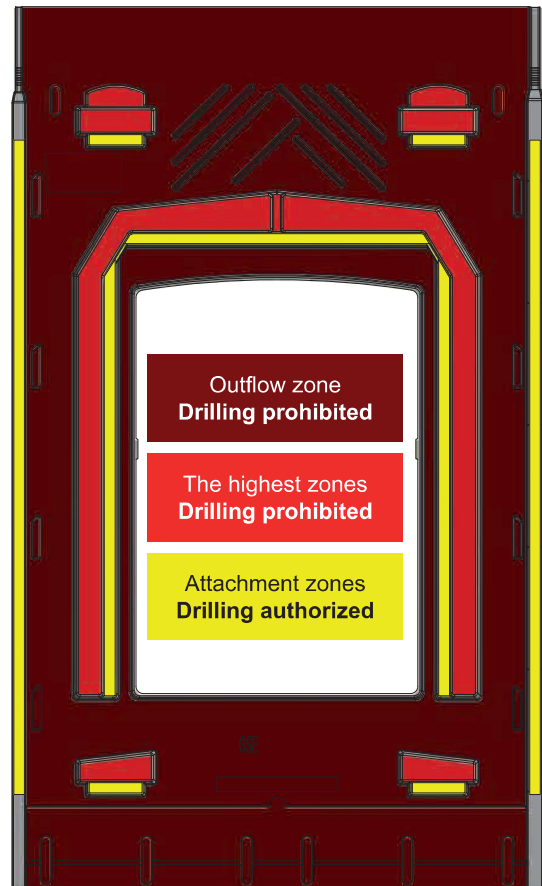 Outflow zone
Drilling prohibited
The highest zones
Drilling prohibited
Attachment zones
Drilling authorized